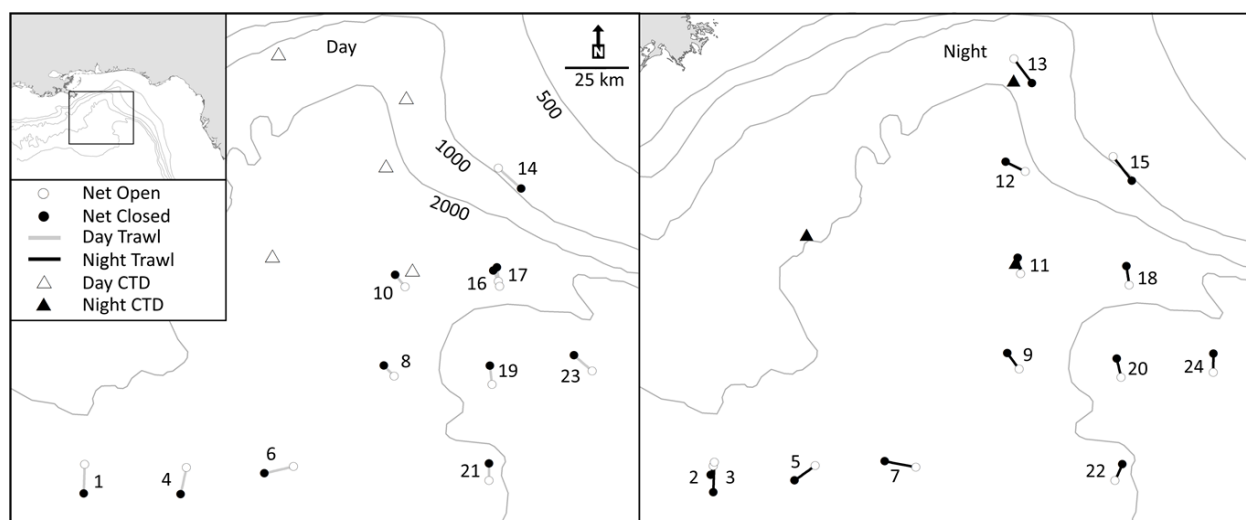 Day
N
25 km
500
1000
2000
14
Net Open
Net Closed
Day Trawl
Night Trawl
Day CTD
Night CTD
10
16
17
8
19
23
6
1
4
21
Night
13
15
12
11
18
9
20
24
2
3
5
7
22